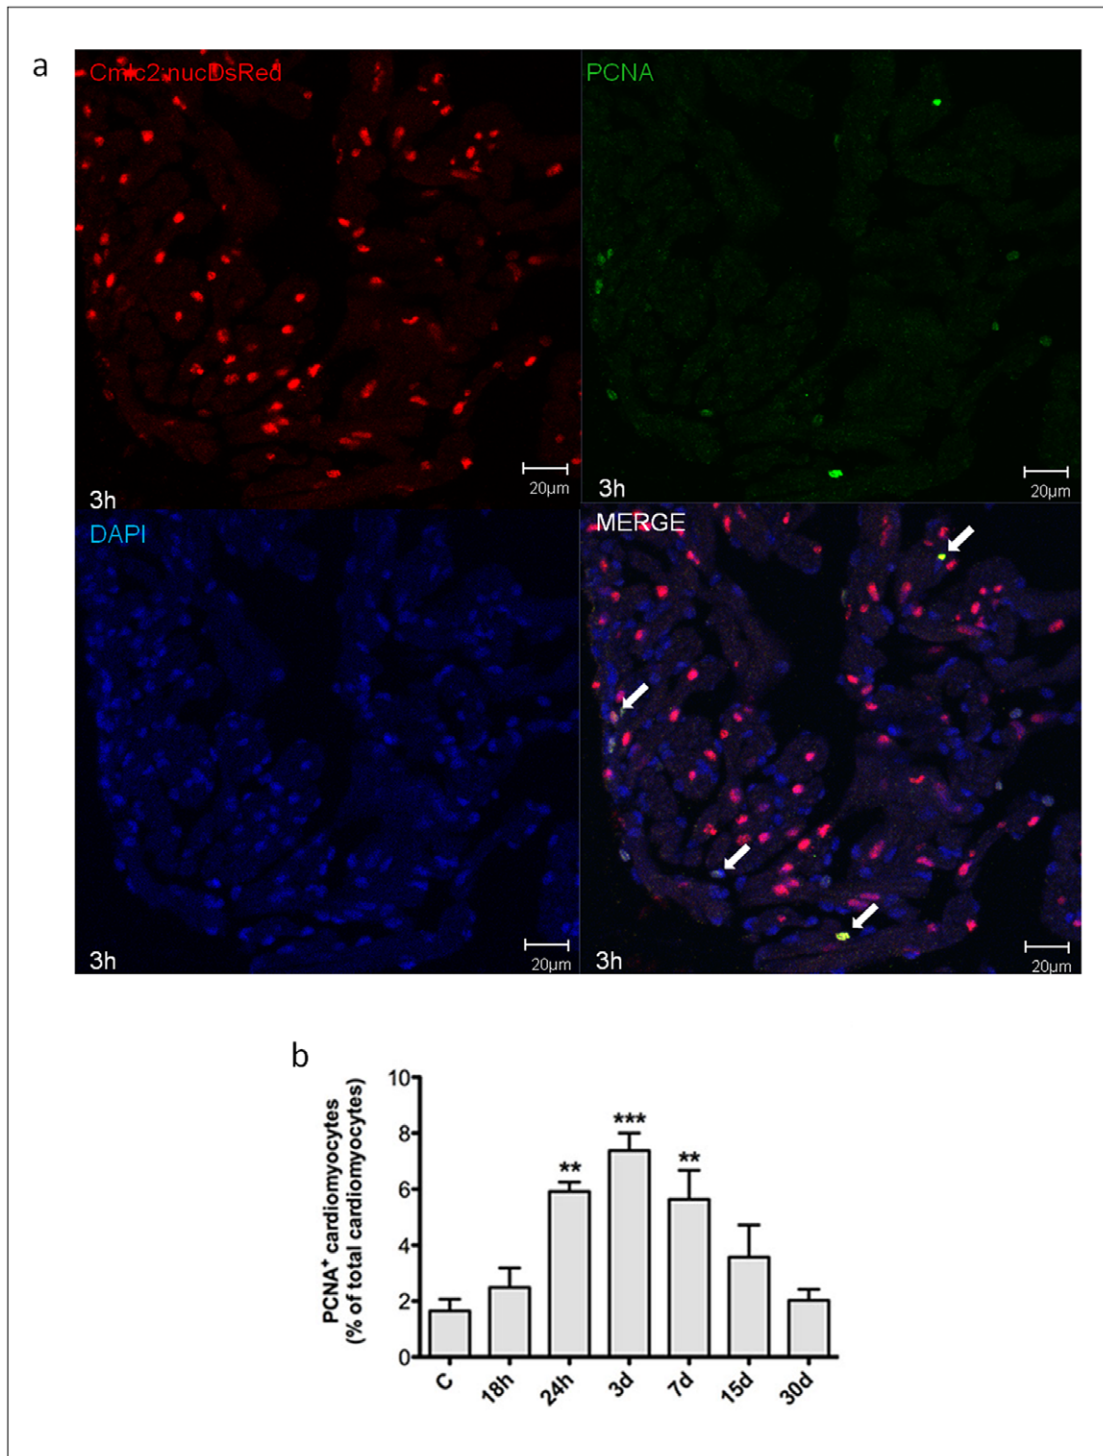 a
Cmlc2:nucDsRed
PCNA
3h
20µm
3h
20µm
DAPI
MERGE
3h
20µm
3h
20µm
b
PCNA+ cardiomyocytes
(% of total cardiomyocytes)
10
8
6
4
2
0
**
***
**
C
18h
24h
3d
7d
15d
30d